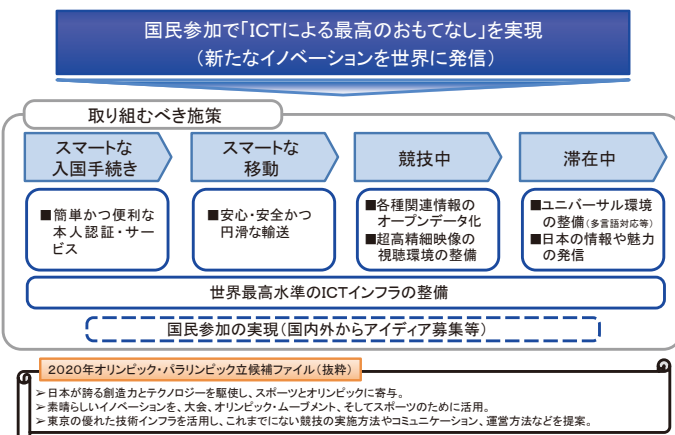 国民参加で「ICTによる最高のおもてなし」を実現
（新たなイノベーションを世界に発信）
取り組むべき施策
スマートな
入国手続き
スマートな
移動
競技中
滞在中
■簡単かつ便利な
本人認証・サー
ビス
■安心・安全かつ
円滑な輸送
■各種関連情報の
オープンデータ化
■超高精細映像の
視聴環境の整備
■ユニバーサル環境
の整備（多言語対応等）
■日本の情報や魅力
の発信
世界最高水準のICTインフラの整備
国民参加の実現（国内外からアイディア募集等）
2020年オリンピック・パラリンピック立候補ファイル（抜粋）
➢日本が誇る創造力とテクノロジーを駆使し、スポーツとオリンピックに寄与。
➢素晴らしいイノベーションを、大会、オリンピック・ムーブメント、そしてスポーツのために活用。
➢東京の優れた技術インフラを活用し、これまでにない競技の実施方法やコミュニケーション、運営方法などを提案。